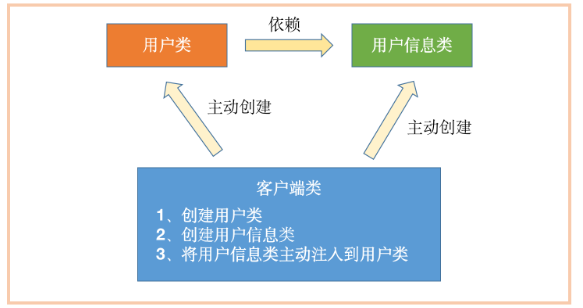 依赖
用户类
用户信息类
主动创建
主动创建
客户端类
1、创建用户类
2、创建用户信息类
3、将用户信息类主动注入到用户类